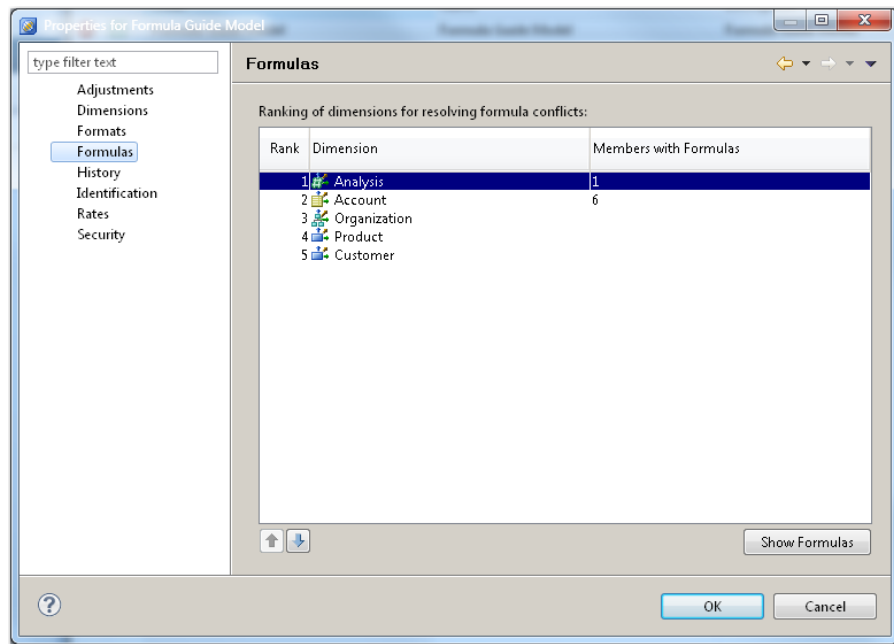 Properties for Formula Guide Model
type filter text
Adjustments
Dimensions
Formats
Formulas
History
Identification
Rates
Security
Formulas
Ranking of dimensions for resolving formula conflicts:
Rank Dimension Members with Formulas
1 Analysis 1
2 Account 6
3 Organization
4 Product
5 Customer
Show Formulas
OK Cancel